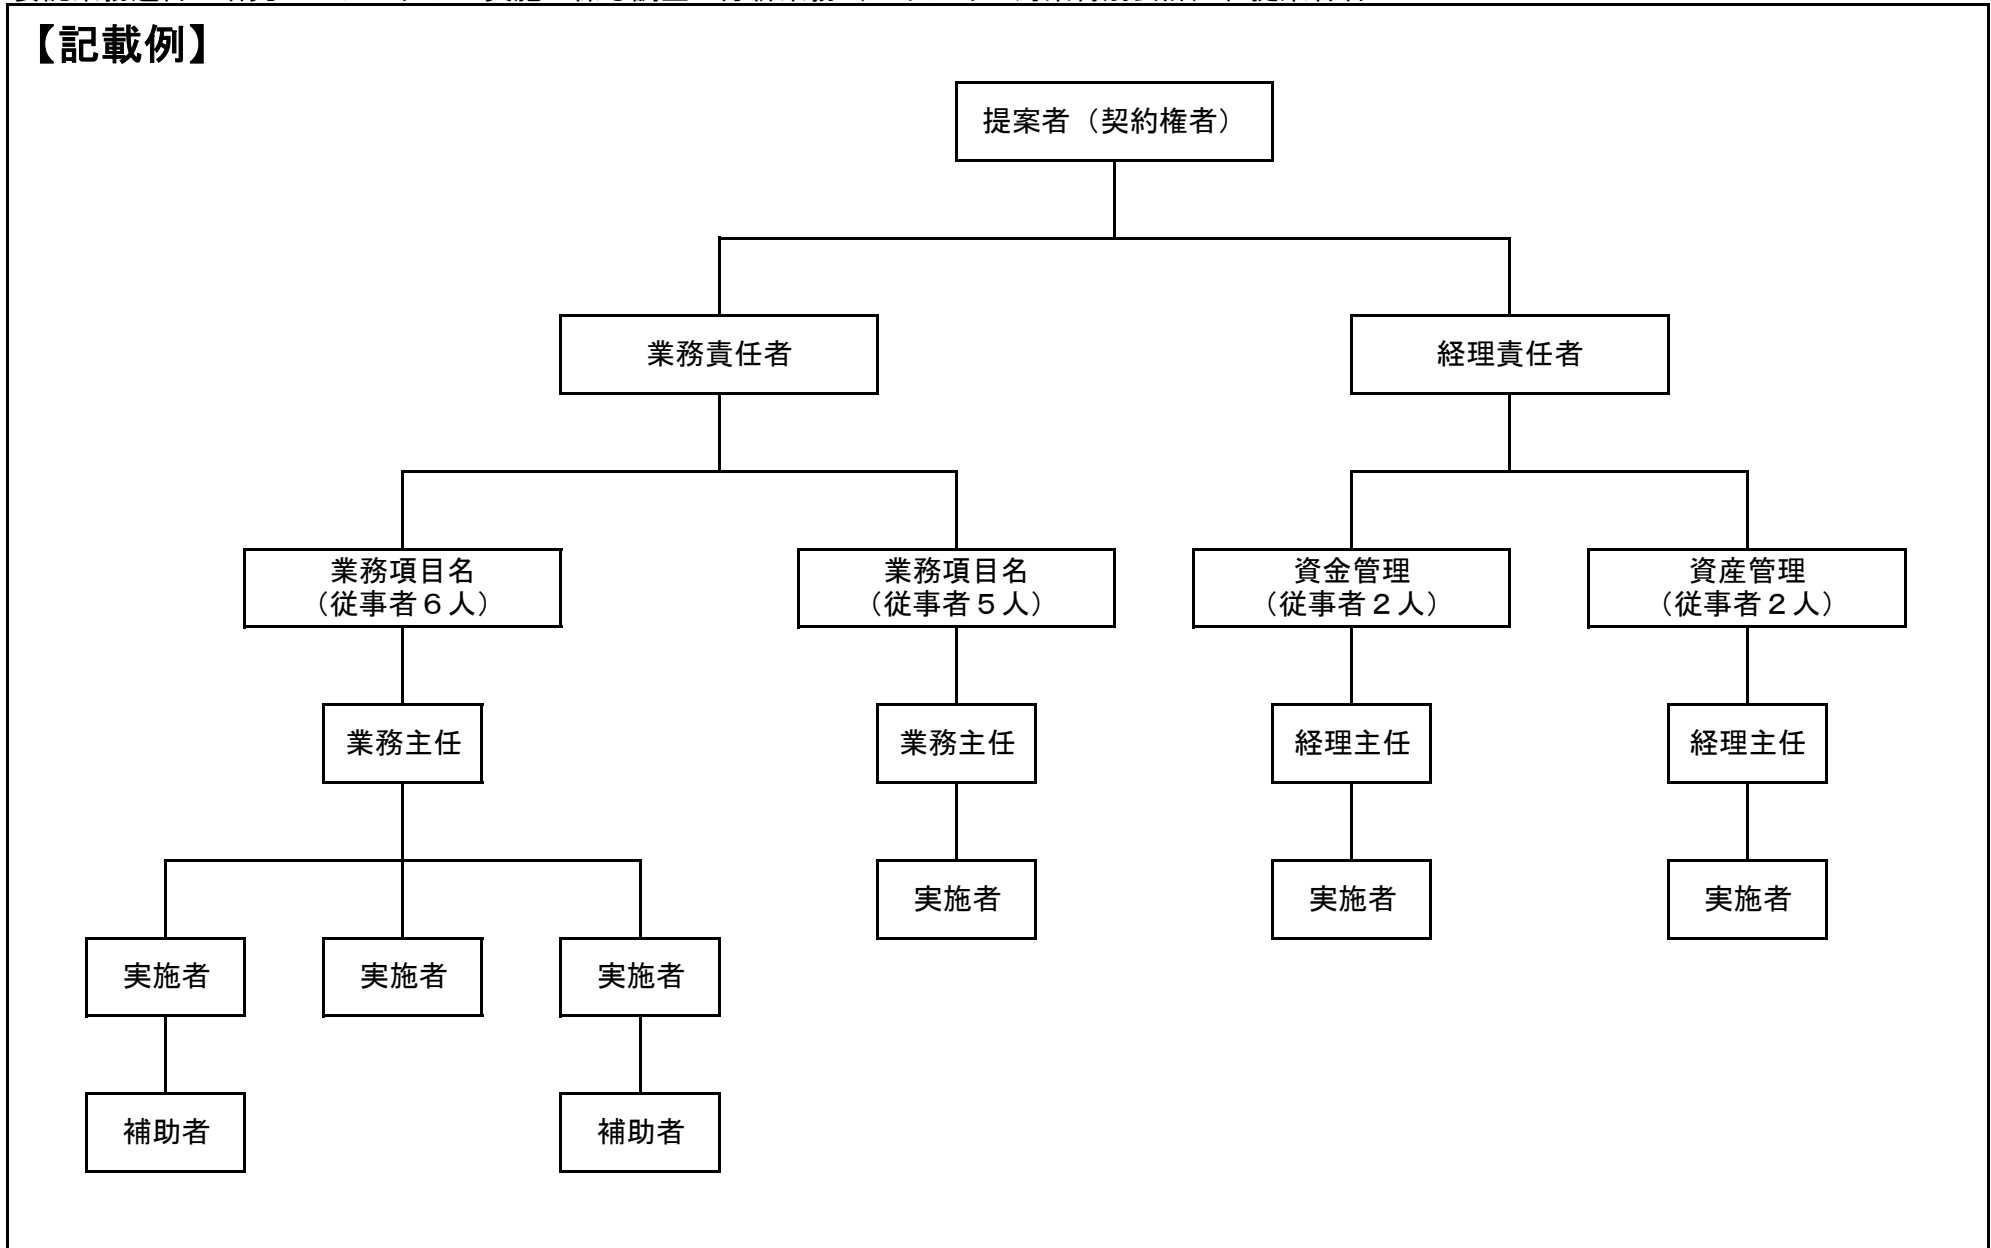 【記載例】
提案者（契約権者）
業務責任者
経理責任者
業務項目名
（従事者６人）
業務項目名
（従事者５人）
資金管理
（従事者２人）
資産管理
（従事者２人）
業務主任
業務主任
経理主任
経理主任
実施者
実施者
実施者
実施者
実施者
実施者
補助者
補助者